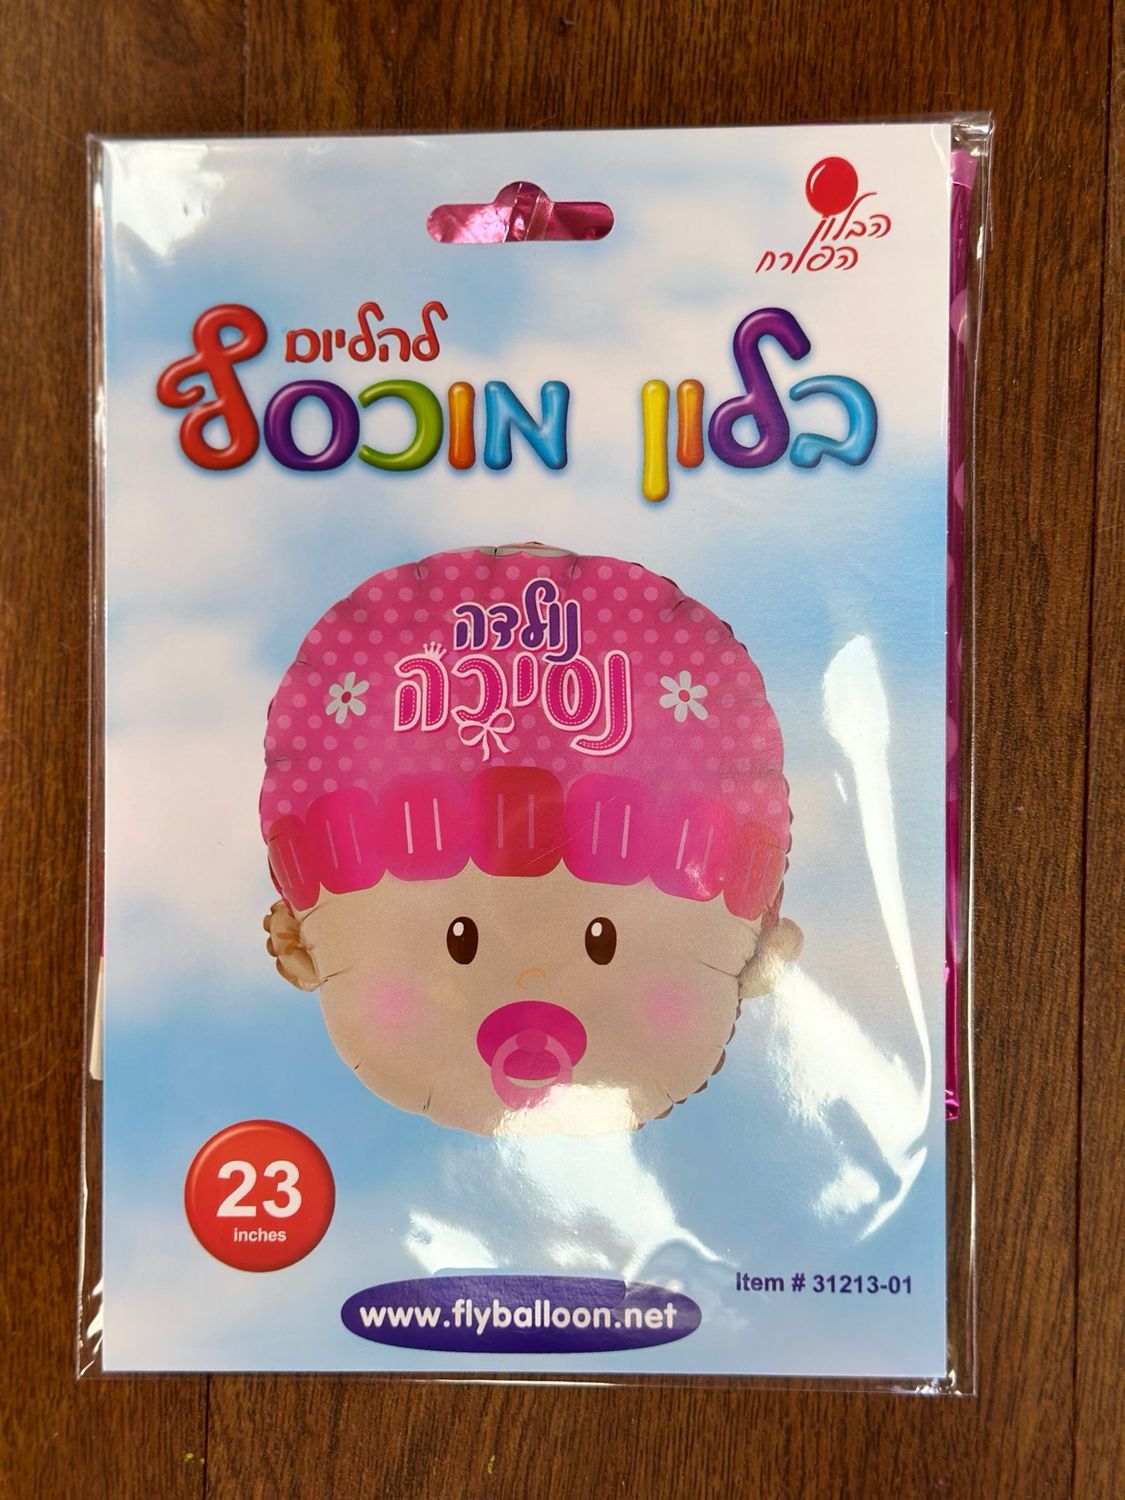 הבלון
הפורח
להליום
בלון מוכסף
נולדה
נסיכה
23
inches
Item # 31213-01
www.flyballoon.net